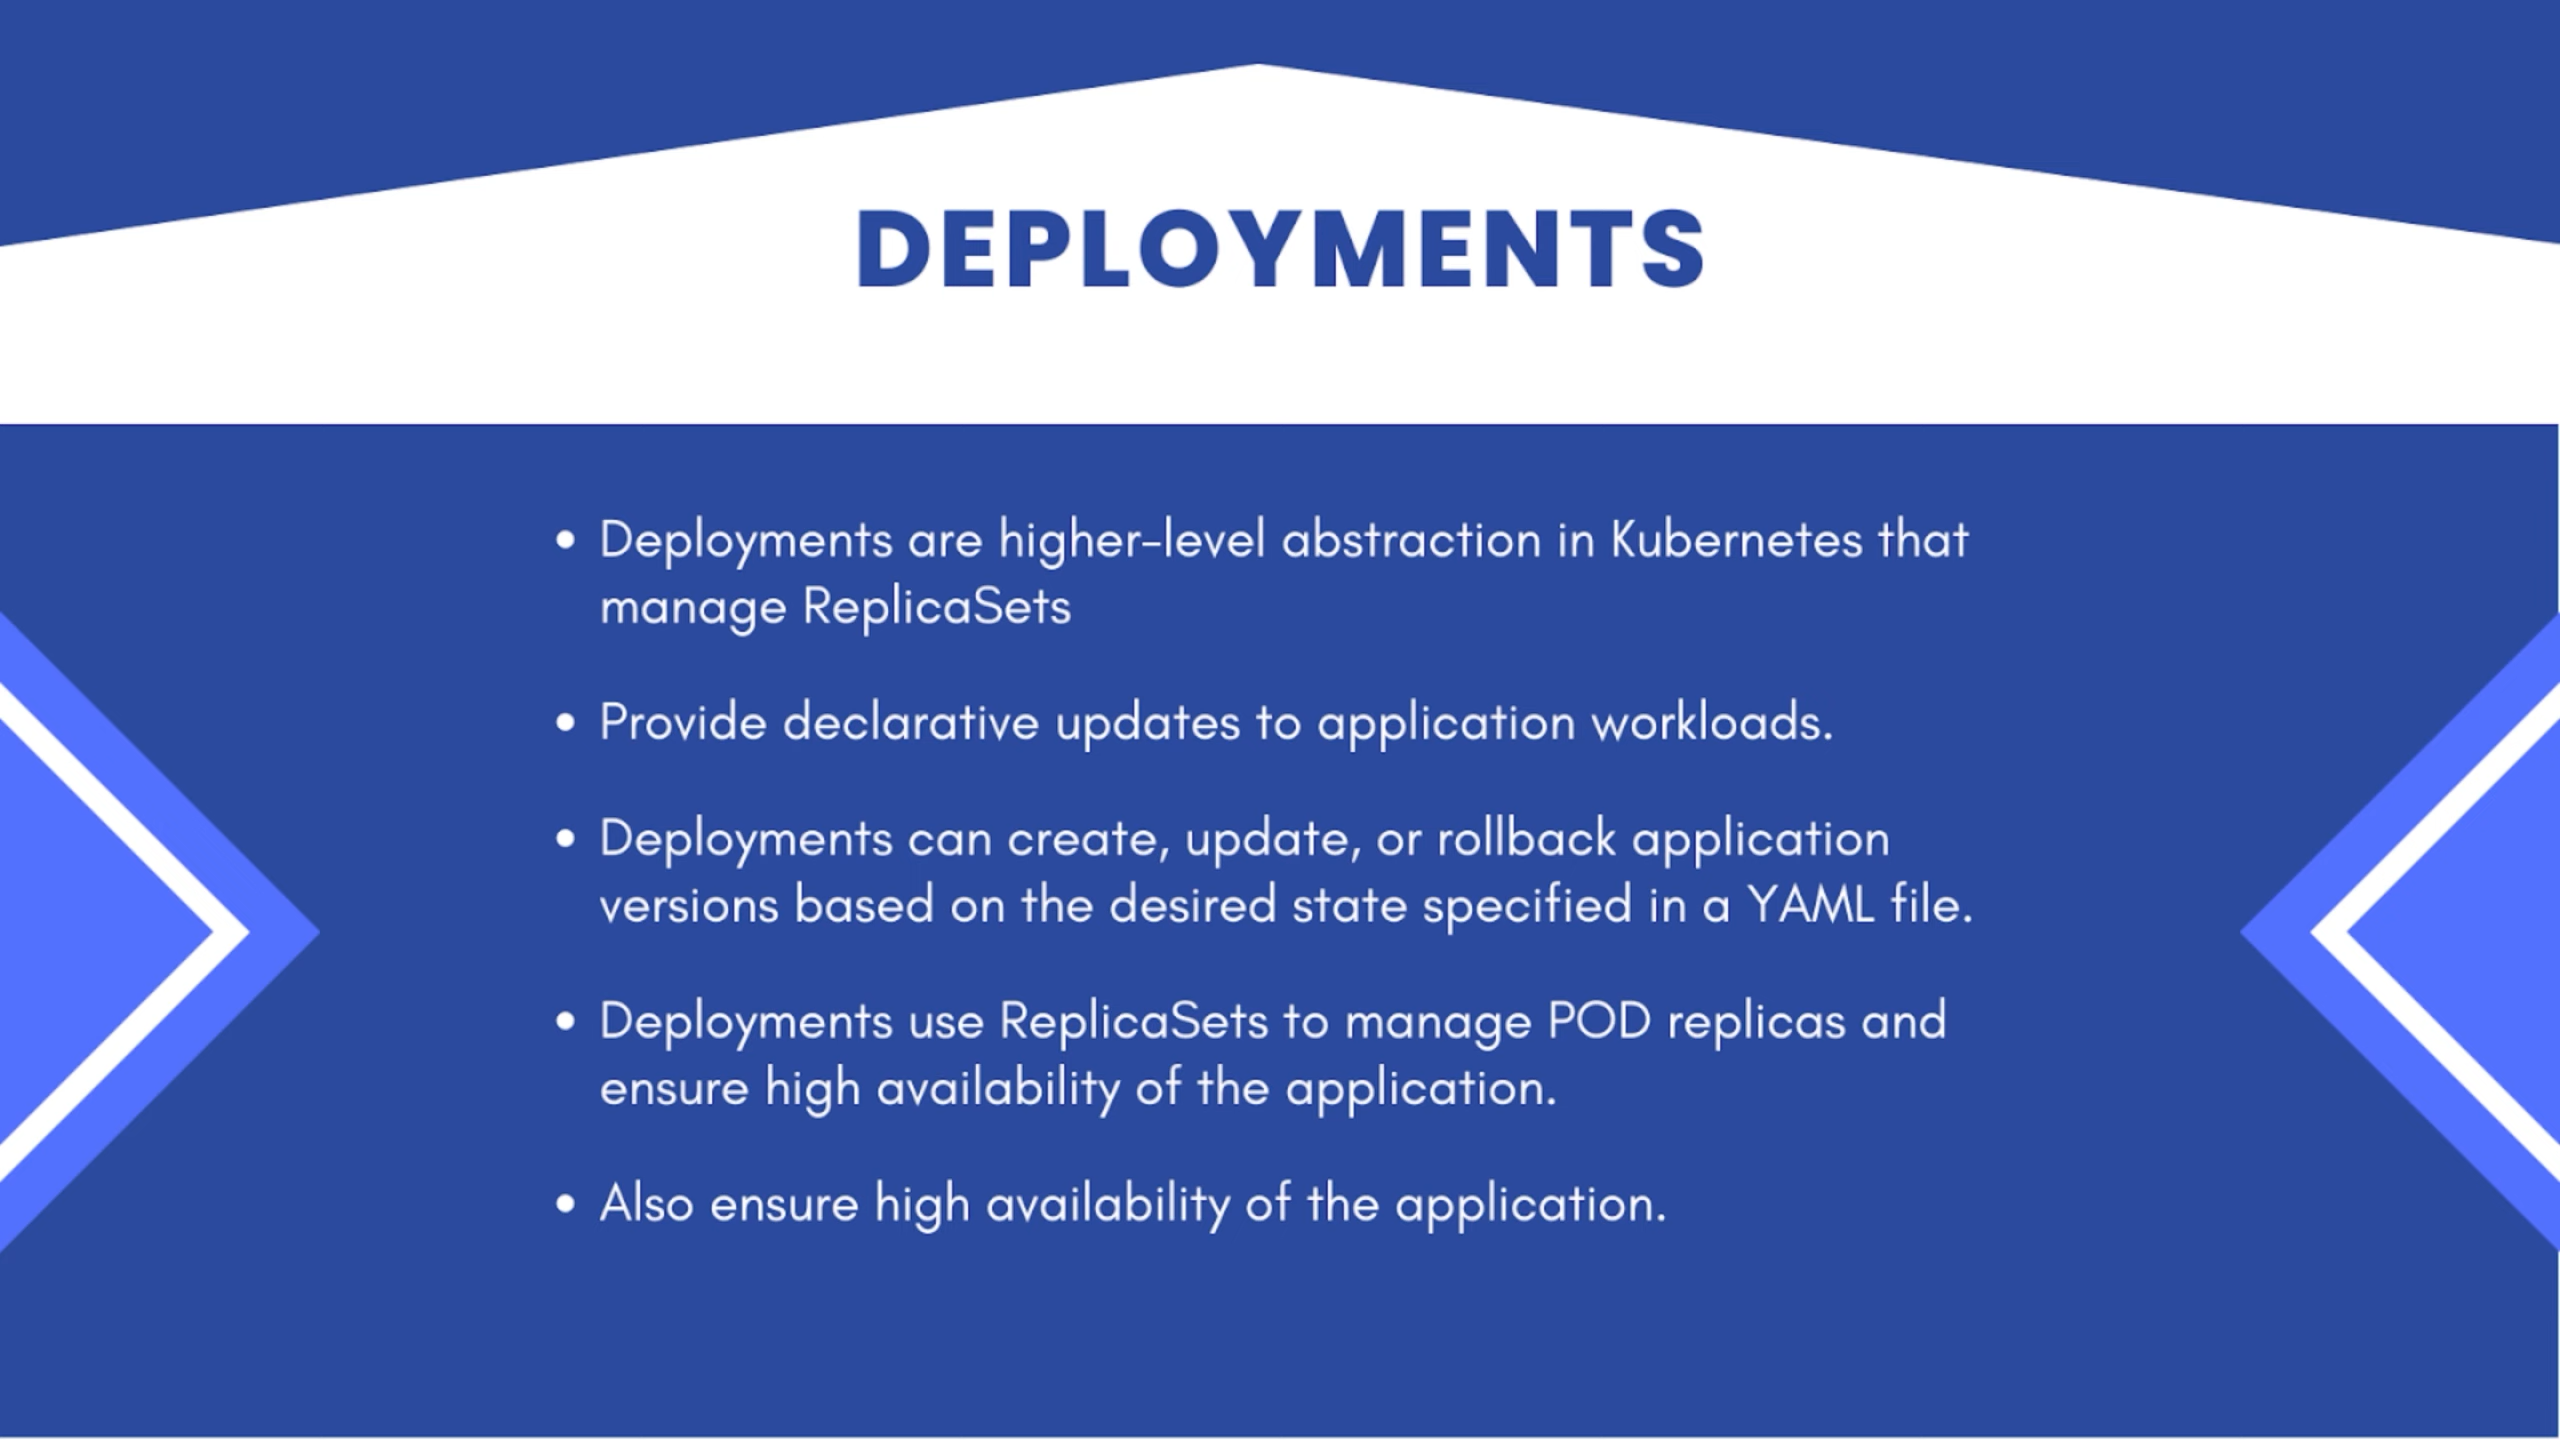 DEPLOYMENTS
• Deployments are higher-level abstraction in Kubernetes that
manage ReplicaSets
• Provide declarative updates to application workloads.
• Deployments can create, update, or rollback application
versions based on the desired state specified in a YAML file.
• Deployments use ReplicaSets to manage POD replicas and
ensure high availability of the application.
• Also ensure high availability of the application.